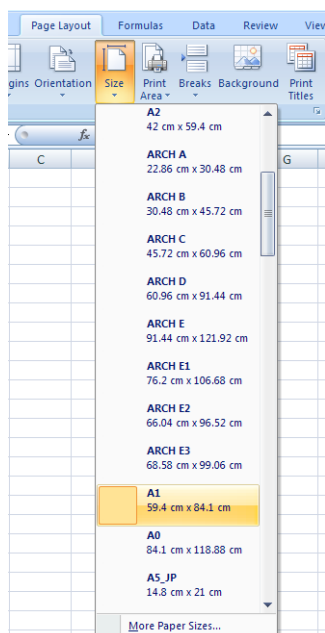 Page Layout Formulas Data Review View
gins Orientation Size Print Area Breaks Background Print Titles
fx
C G
A2
42 cm x 59.4 cm
ARCH A
22.86 cm x 30.48 cm
ARCH B
30.48 cm x 45.72 cm
ARCH C
45.72 cm x 60.96 cm
ARCH D
60.96 cm x 91.44 cm
ARCH E
91.44 cm x 121.92 cm
ARCH E1
76.2 cm x 106.68 cm
ARCH E2
66.04 cm x 96.52 cm
ARCH E3
68.58 cm x 99.06 cm
A1
59.4 cm x 84.1 cm
A0
84.1 cm x 118.88 cm
A5_JP
14.8 cm x 21 cm
More Paper Sizes...